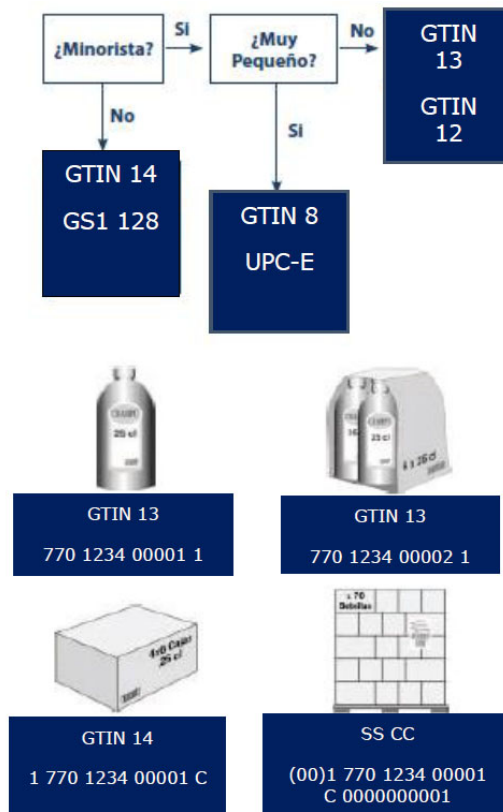 ¿Minorista?
Si
¿Muy
Pequeño?
No
GTIN
13
GTIN
12
No
Si
GTIN 14
GS1 128
GTIN 8
UPC-E
25 cl
25 cl
GTIN 13
770 1234 00001 1
GTIN 13
770 1234 00002 1
x 70
4x6 Cajas
25 cl
GTIN 14
1 770 1234 00001 C
SS CC
(00)1 770 1234 00001
C 0000000001